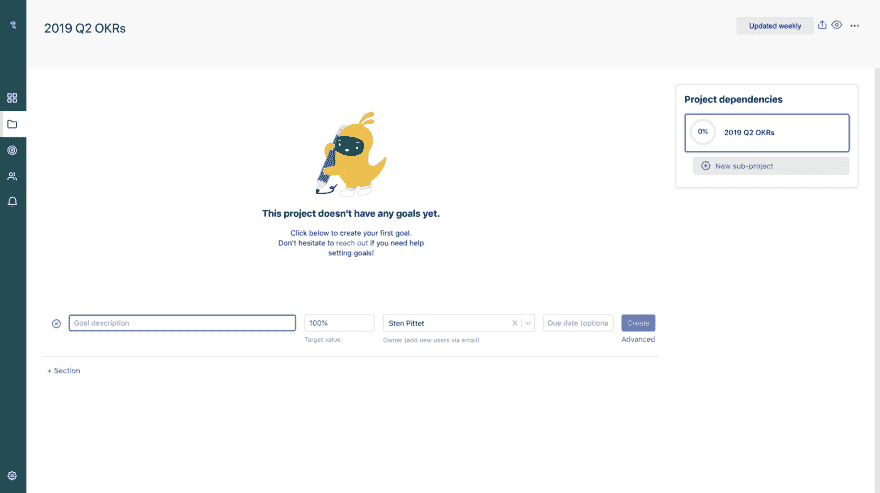 2019 Q2 OKRs
Updated weekly
Project dependencies
0%
2019 Q2 OKRs
New sub-project
This project doesn't have any goals yet.
Click below to create your first goal.
Don't hesitate to reach out if you need help
setting goals!
Goal description
100%
Sten Pittet
X
Due date (optiona
Create
Target value
Owner (add new users via email)
Advanced
+ Section